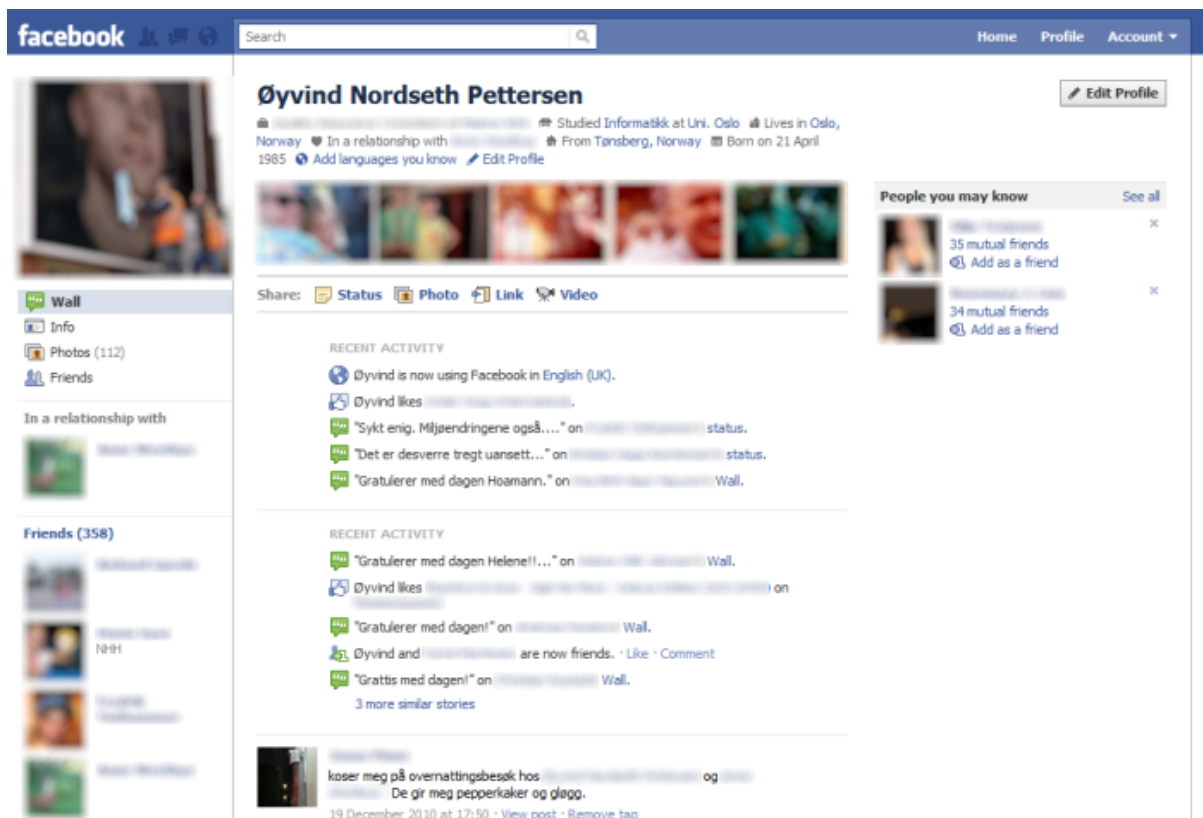 facebook
Search
Home Profile Account
Øyvind Nordseth Pettersen
Edit Profile
Studied Informatikk at Uni. Oslo Lives in Oslo,
Norway In a relationship with From Tønsberg, Norway Born on 21 April
1985 Add languages you know Edit Profile
Share: Status Photo Link Video
Wall
Info
Photos (112)
Friends
In a relationship with
Friends (358)
NHH
RECENT ACTIVITY
Øyvind is now using Facebook in English (UK).
Øyvind likes .
"Sykt enig. Miljøendringene også...." on status.
"Det er desverre tregt uansett..." on status.
"Gratulerer med dagen Hoamann." on Wall.
RECENT ACTIVITY
"Gratulerer med dagen Helene!!..." on Wall.
Øyvind likes on
"Gratulerer med dagen!" on Wall.
Øyvind and are now friends. · Like · Comment
"Grattis med dagen!" on Wall.
3 more similar stories
koser meg på overnattingsbesøk hos og
De gir meg pepperkaker og gløgg.
19 December 2010 at 17:50 · View post · Remove tag
People you may know See all
35 mutual friends
Add as a friend
34 mutual friends
Add as a friend